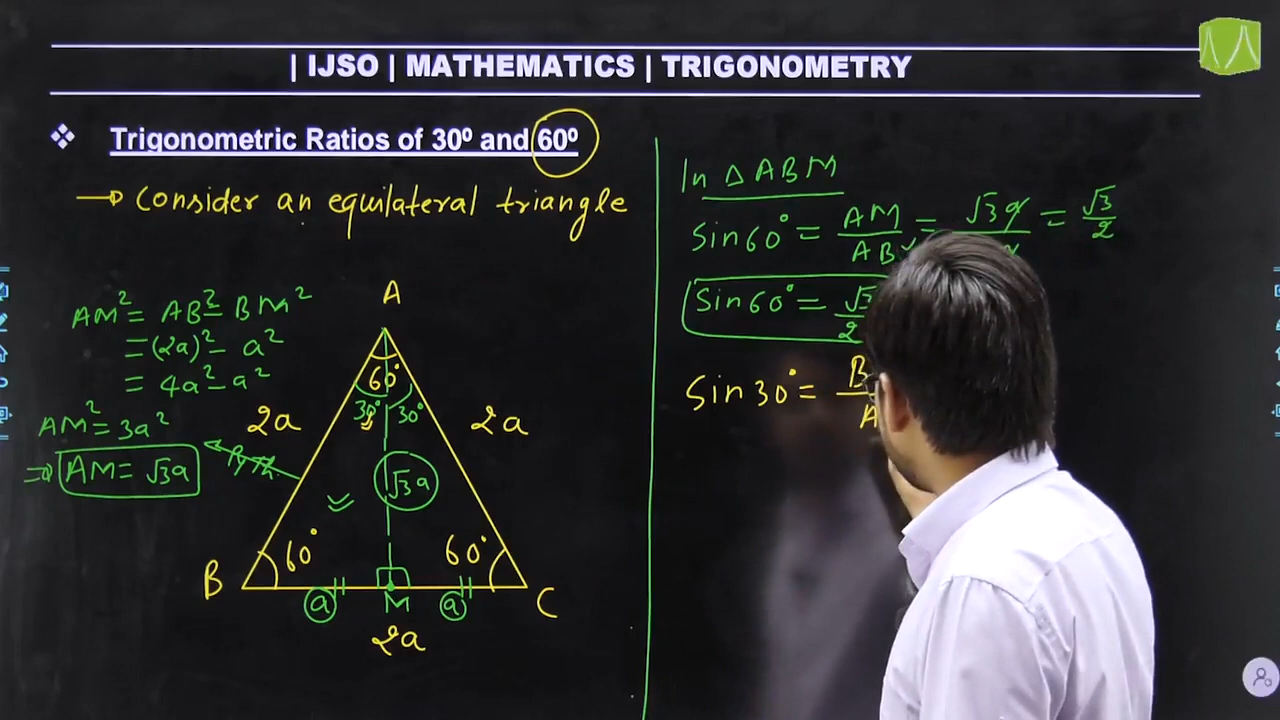 | IJSO | MATHEMATICS | TRIGONOMETRY
❖ Trigonometric Ratios of 30⁰ and 60⁰
→ Consider an equilateral triangle
AM² = AB² - BM²
= (2a)² - a²
= 4a² - a²
AM² = 3a²
⇒ AM = √3a
A
60°
30° 30°
2a
2a
√3a
60°
60°
B
C
a
M
a
2a
In △ABM
Sin60° = AM/AB = √3a/ = √3/2
Sin60° = √3/2
Sin30° =